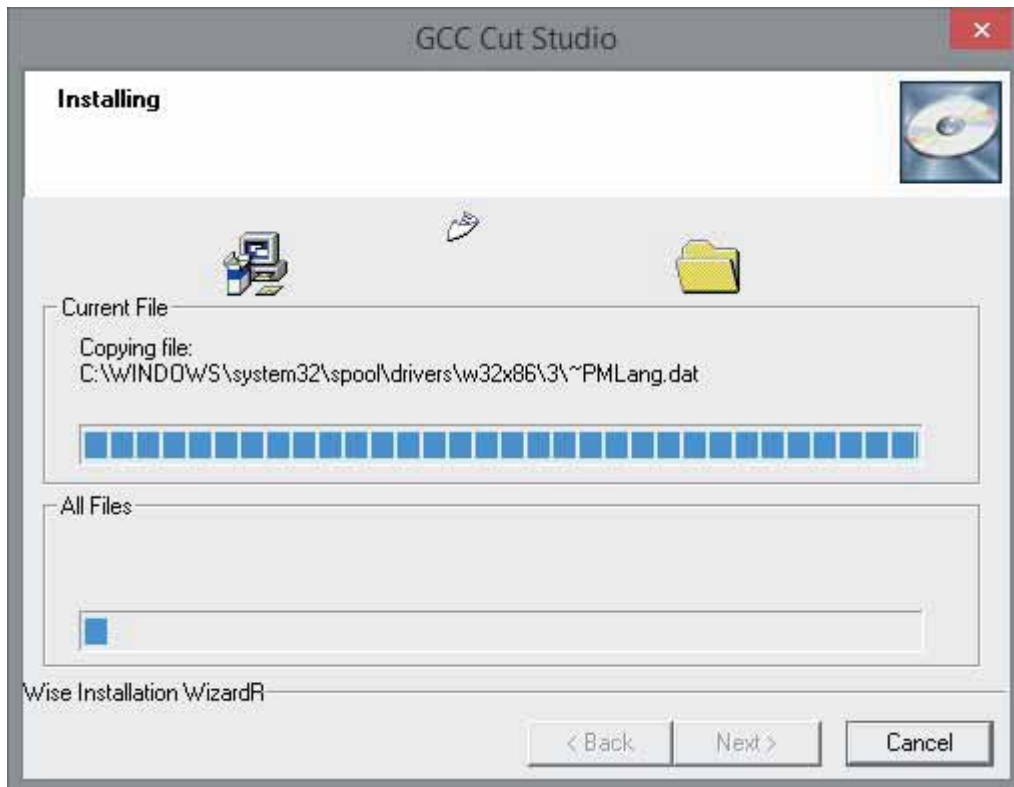 GCC Cut Studio
Installing
Current File
Copying file:
C:\WINDOWS\system32\spool\drivers\w32x86\3\~PMLang.dat
All Files
Wise Installation WizardR
< Back
Next >
Cancel